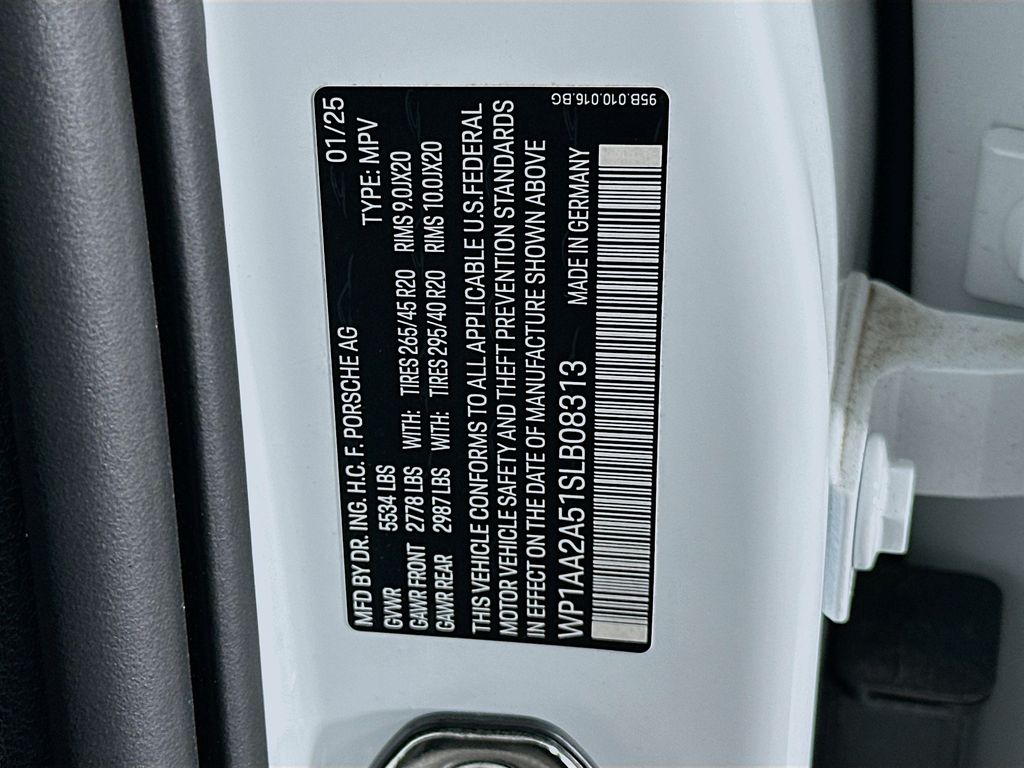 MFD BY DR. ING. H.C. F. PORSCHE AG 01/25
GVWR 5534 LBS TYPE: MPV
GAWR FRONT 2778 LBS WITH: TIRES 265/45 R20 RIMS 9.0JX20
GAWR REAR 2987 LBS WITH: TIRES 295/40 R20 RIMS 10.0JX20
THIS VEHICLE CONFORMS TO ALL APPLICABLE U.S. FEDERAL
MOTOR VEHICLE SAFETY AND THEFT PREVENTION STANDARDS
IN EFFECT ON THE DATE OF MANUFACTURE SHOWN ABOVE
WP1AA2A51SLB08313 MADE IN GERMANY
95B.010.016.BG